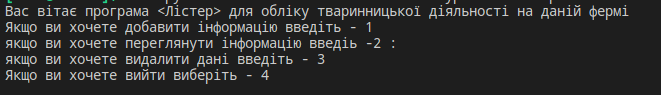 Вас вітає програма <Лістер> для обліку тваринницької діяльності на даній фермі
Якщо ви хочете добавити інформацію введіть - 1
якщо ви хочете переглянути інформацію введіь -2 :
якщо ви хочете видалити дані введіть - 3
Якщо ви хочете вийти виберіть - 4